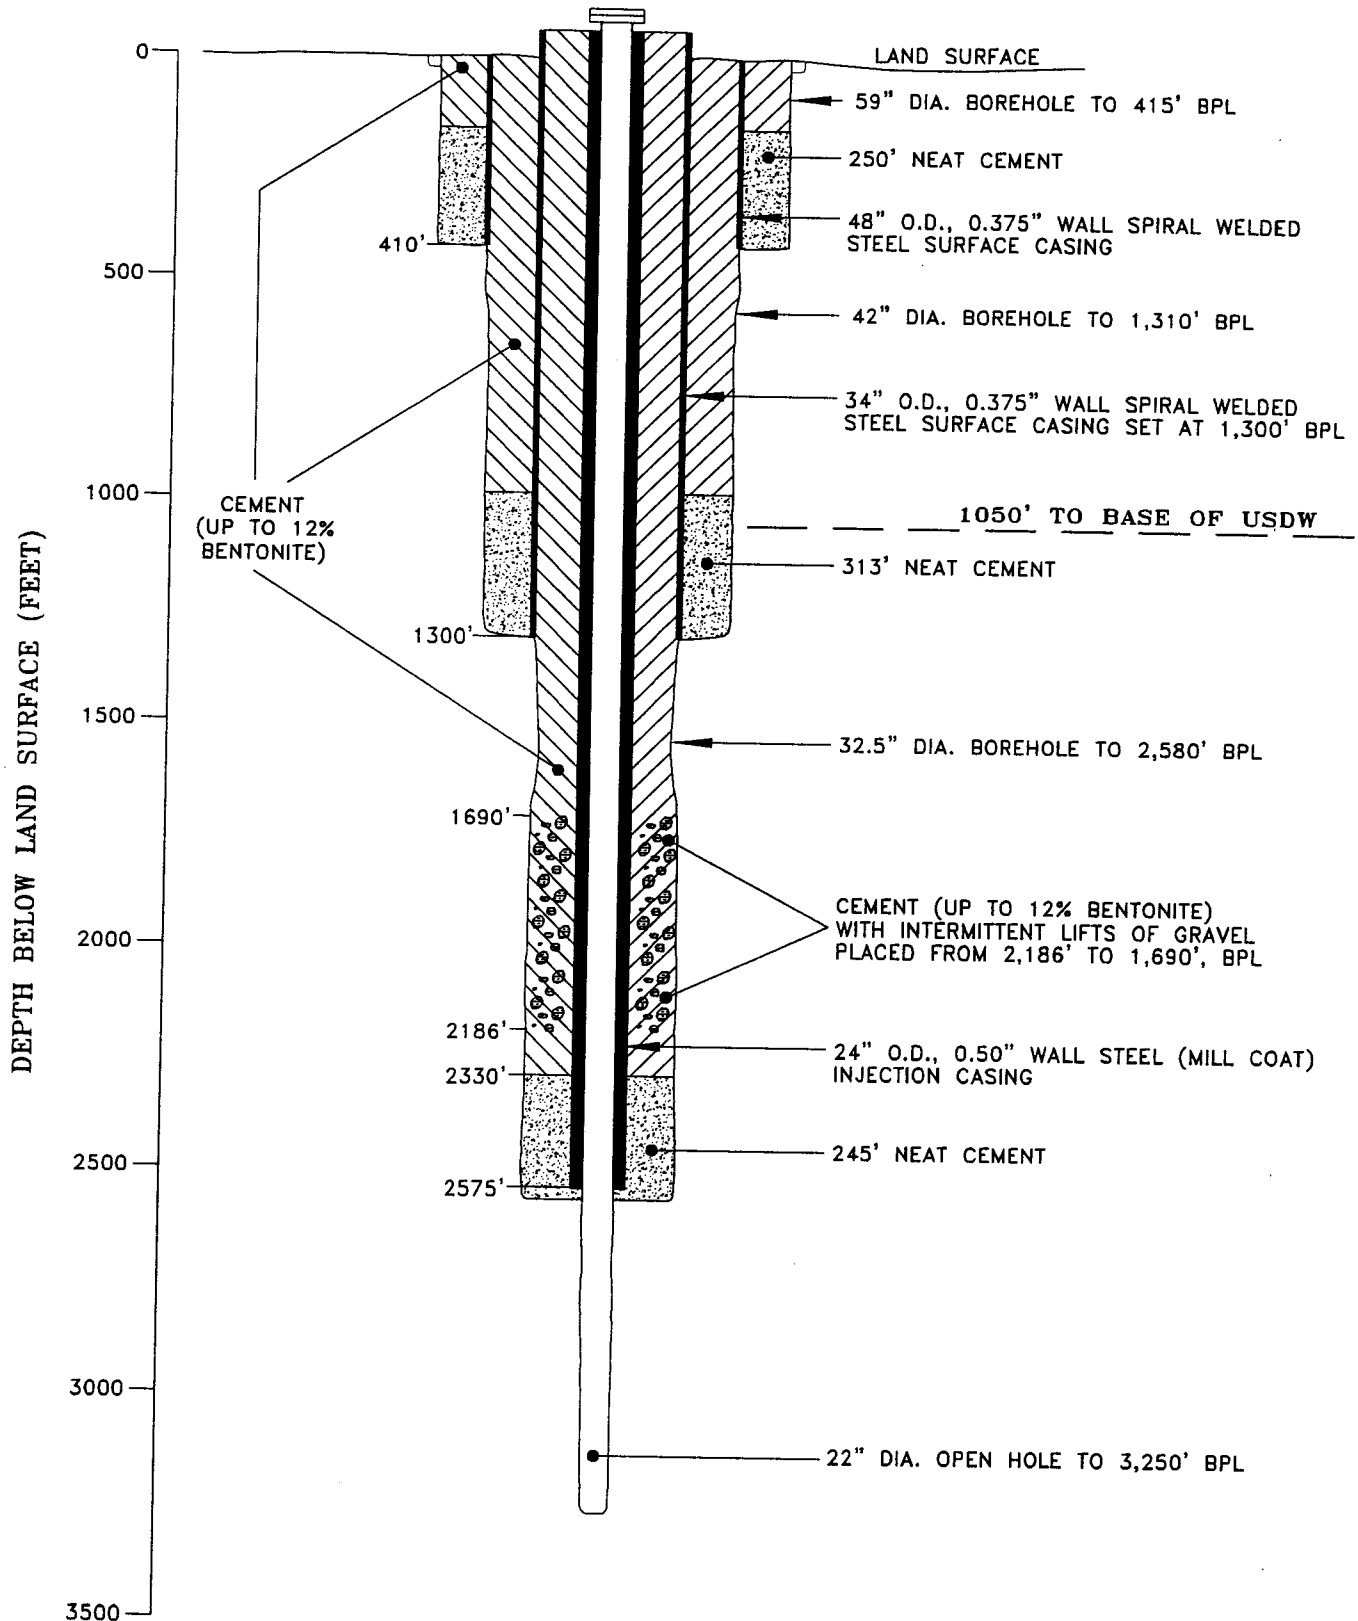 0
LAND SURFACE
59" DIA. BOREHOLE TO 415' BPL
250' NEAT CEMENT
48" O.D., 0.375" WALL SPIRAL WELDED
STEEL SURFACE CASING
410'
500
42" DIA. BOREHOLE TO 1,310' BPL
34" O.D., 0.375" WALL SPIRAL WELDED
STEEL SURFACE CASING SET AT 1,300' BPL
1000
CEMENT
(UP TO 12%
BENTONITE)
1050' TO BASE OF USDW
313' NEAT CEMENT
DEPTH BELOW LAND SURFACE (FEET)
1300'
1500
32.5" DIA. BOREHOLE TO 2,580' BPL
1690'
CEMENT (UP TO 12% BENTONITE)
WITH INTERMITTENT LIFTS OF GRAVEL
PLACED FROM 2,186' TO 1,690', BPL
2000
2186'
24" O.D., 0.50" WALL STEEL (MILL COAT)
INJECTION CASING
2330'
245' NEAT CEMENT
2500
2575'
3000
22" DIA. OPEN HOLE TO 3,250' BPL
3500